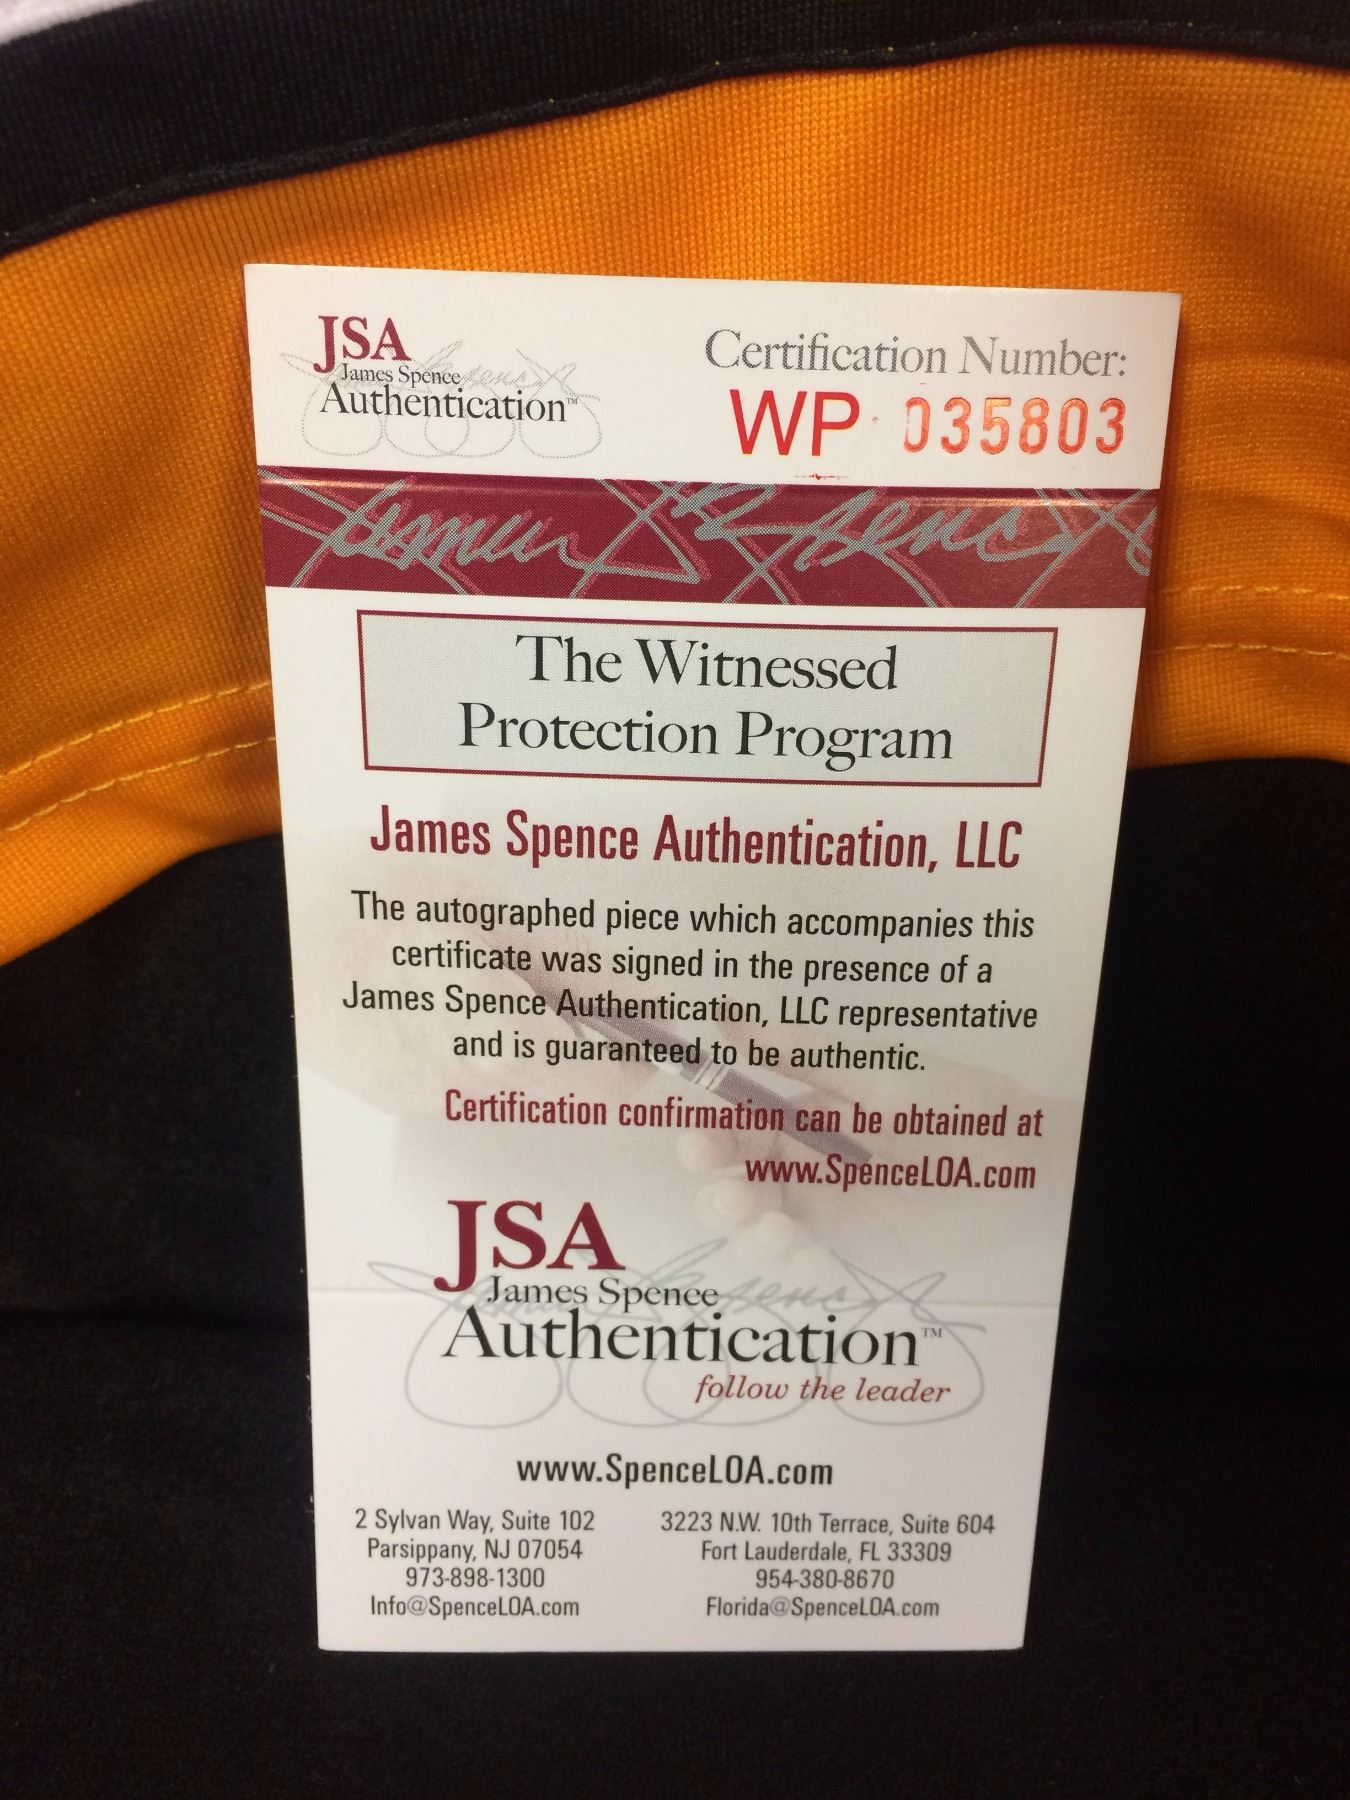 JSA
James Spence
Authentication™
Certification Number:
WP 035803
James Spence
The Witnessed
Protection Program
James Spence Authentication, LLC
The autographed piece which accompanies this
certificate was signed in the presence of a
James Spence Authentication, LLC representative
and is guaranteed to be authentic.
Certification confirmation can be obtained at
www.SpenceLOA.com
JSA
James Spence
Authentication™
follow the leader
www.SpenceLOA.com
2 Sylvan Way, Suite 102
Parsippany, NJ 07054
973-898-1300
Info@SpenceLOA.com
3223 N.W. 10th Terrace, Suite 604
Fort Lauderdale, FL 33309
954-380-8670
Florida@SpenceLOA.com